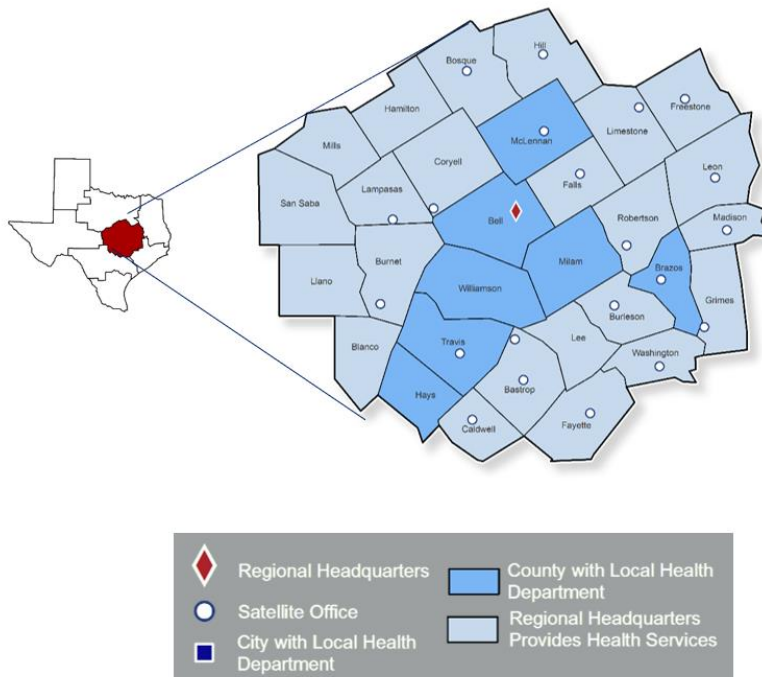 Bosque
Hill
Hamilton
Freestone
McLennan
Limestone
Mills
Coryell
Leon
Falls
Lampasas
San Saba
Robertson
Madison
Bell
Burnet
Milam
Brazos
Llano
Williamson
Grimes
Burleson
Lee
Blanco
Travis
Washington
Bastrop
Hays
Caldwell
Fayette
Regional Headquarters
Satellite Office
City with Local Health
Department
County with Local Health
Department
Regional Headquarters
Provides Health Services